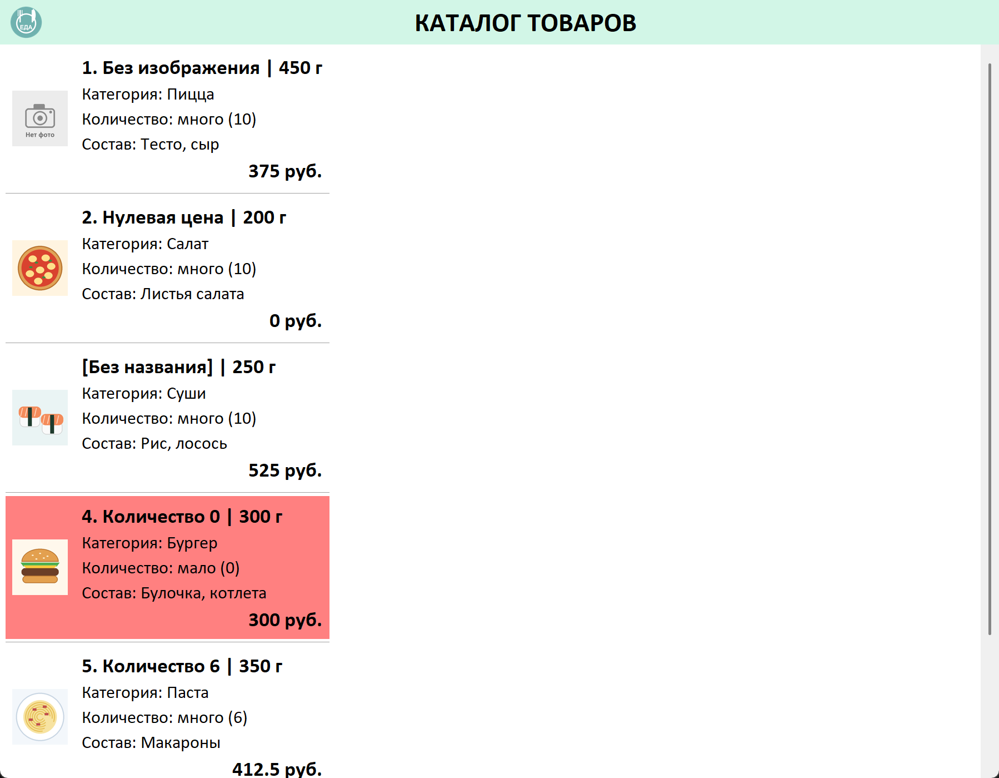 ЕДА
КАТАЛОГ ТОВАРОВ
1. Без изображения | 450 г
Категория: Пицца
Количество: много (10)
Состав: Тесто, сыр
Нет фото
375 руб.
2. Нулевая цена | 200 г
Категория: Салат
Количество: много (10)
Состав: Листья салата
0 руб.
[Без названия] | 250 г
Категория: Суши
Количество: много (10)
Состав: Рис, лосось
525 руб.
4. Количество 0 | 300 г
Категория: Бургер
Количество: мало (0)
Состав: Булочка, котлета
300 руб.
5. Количество 6 | 350 г
Категория: Паста
Количество: много (6)
Состав: Макароны
412.5 руб.